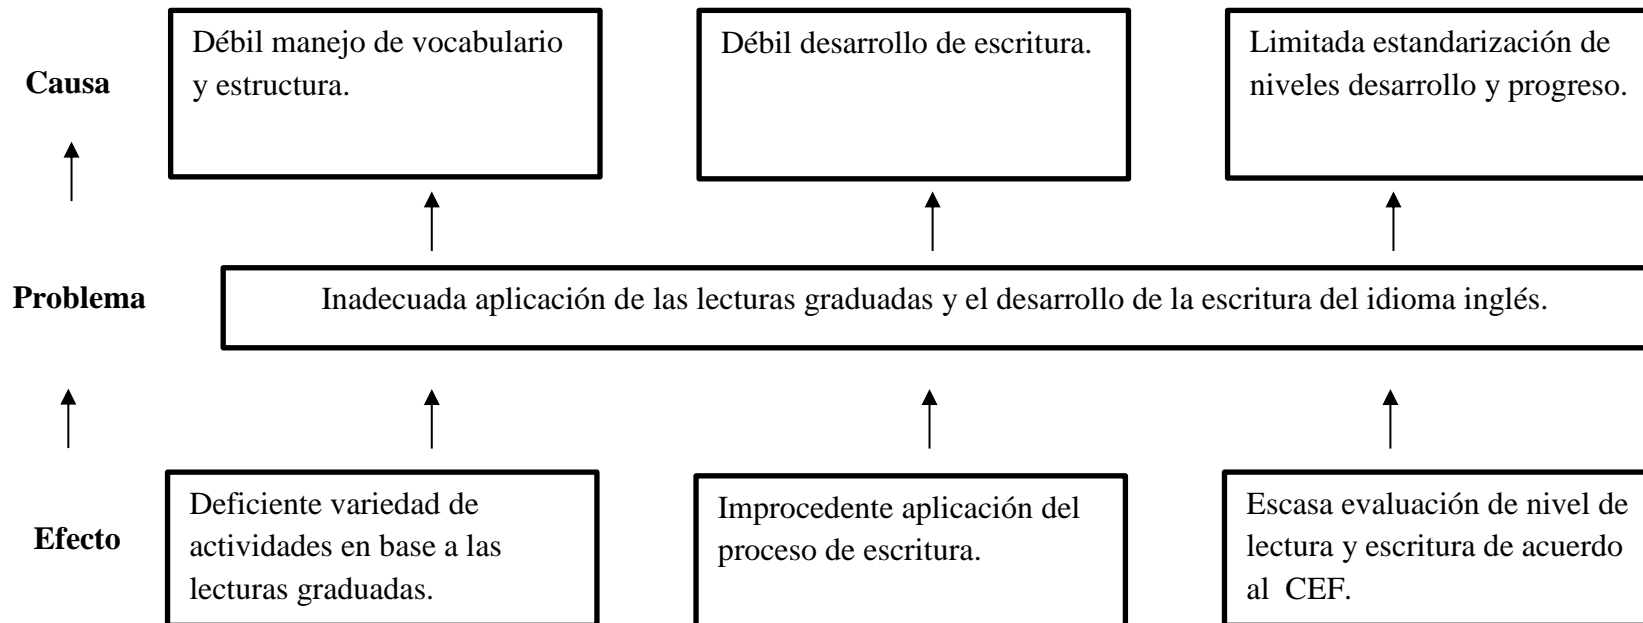 Causa
Débil manejo de vocabulario
y estructura.
Débil desarrollo de escritura.
Limitada estandarización de
niveles desarrollo y progreso.
Problema
Inadecuada aplicación de las lecturas graduadas y el desarrollo de la escritura del idioma inglés.
Efecto
Deficiente variedad de
actividades en base a las
lecturas graduadas.
Improcedente aplicación del
proceso de escritura.
Escasa evaluación de nivel de
lectura y escritura de acuerdo
al CEF.